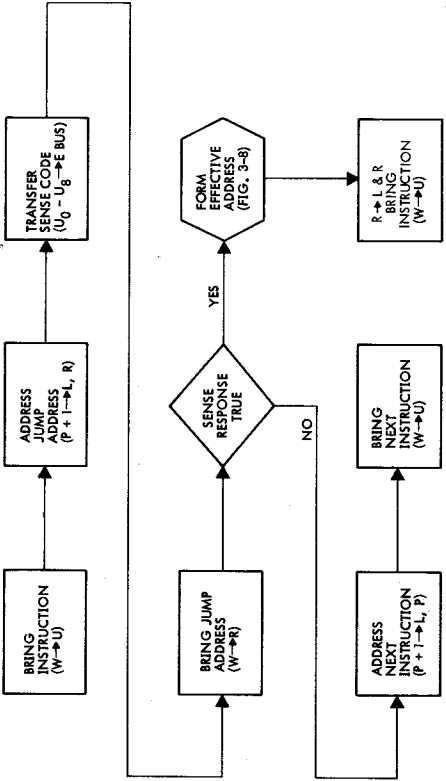 BRING
INSTRUCTION
(W→U)
ADDRESS
JUMP
ADDRESS
(P + 1→L, R)
TRANSFER
SENSE CODE
(U₀ - U₈→E BUS)
BRING JUMP
ADDRESS
(W→R)
SENSE
RESPONSE
TRUE
YES
FORM
EFFECTIVE
ADDRESS
(FIG. 3-8)
NO
ADDRESS
NEXT
INSTRUCTION
(P + 1→L, P)
BRING
NEXT
INSTRUCTION
(W→U)
R→L & R
BRING
INSTRUCTION
(W→U)